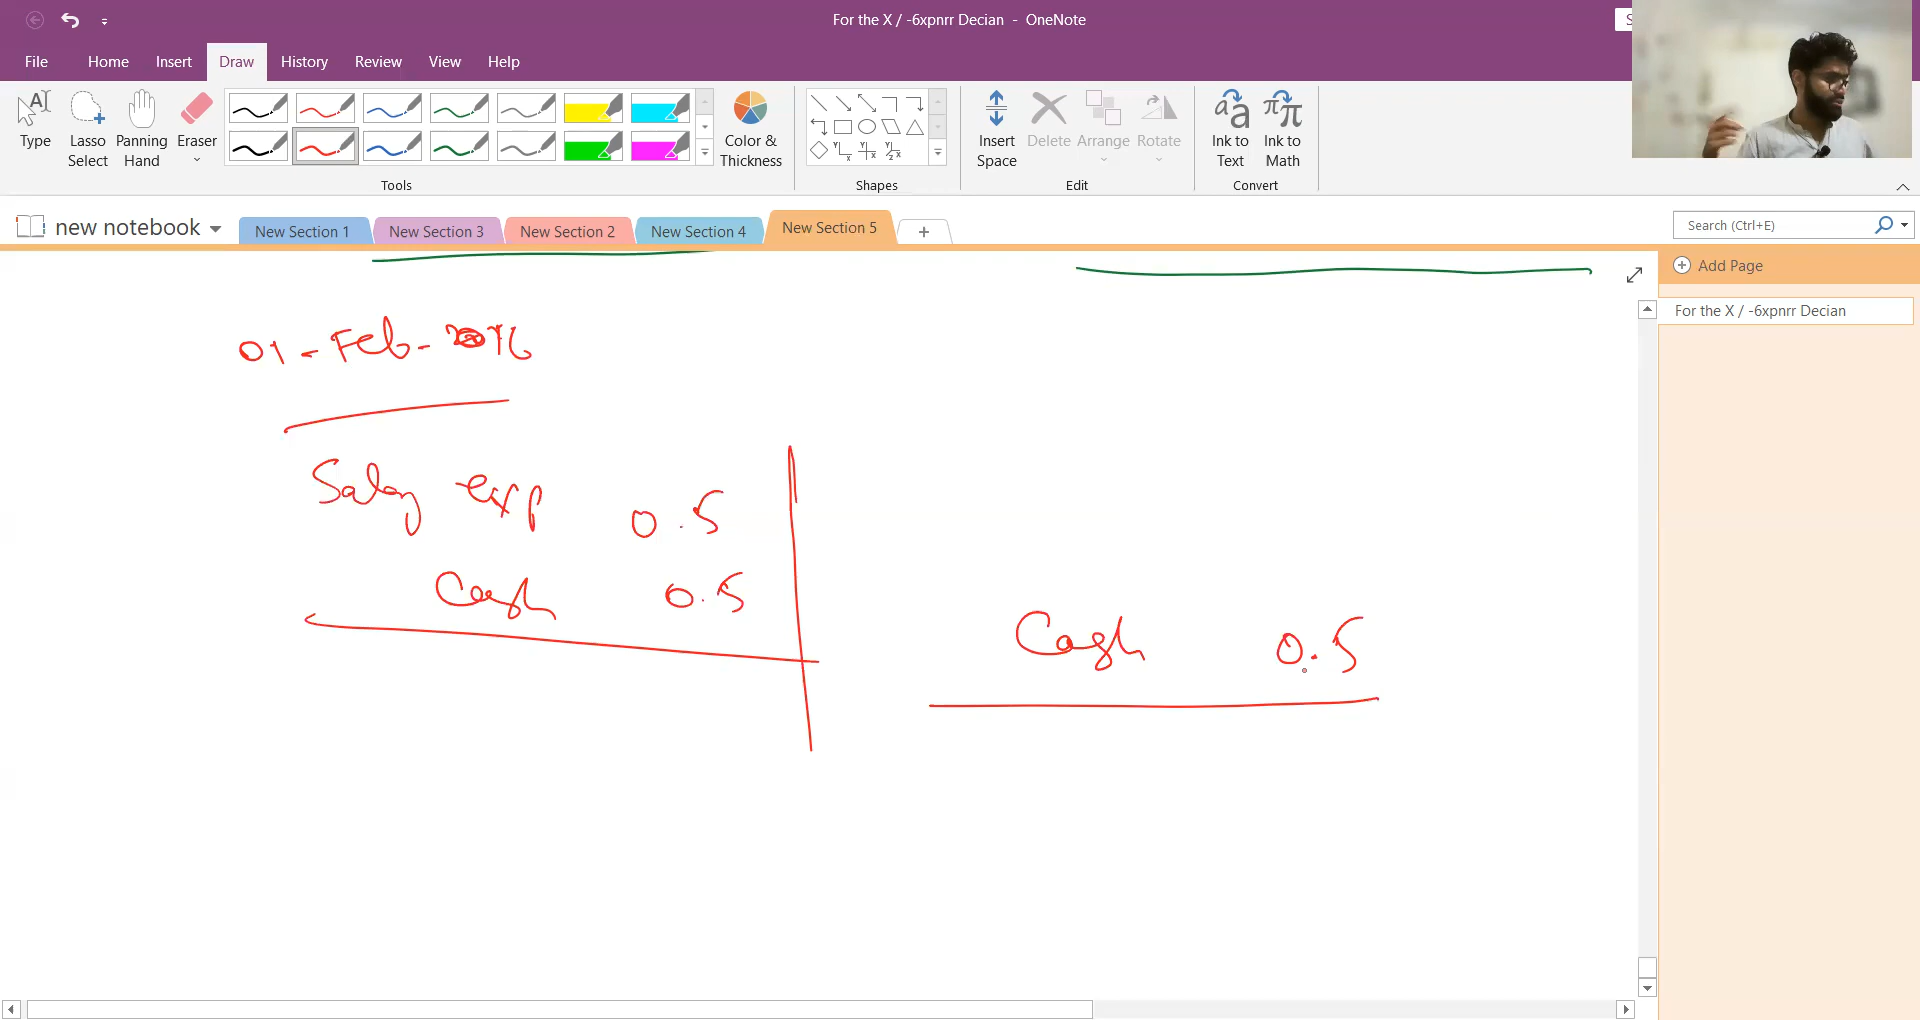 For the X / -6xpnrr Decian - OneNote
S
File Home Insert Draw History Review View Help
Type
Lasso Select
Panning Hand
Eraser
Color & Thickness
Insert Space
Delete
Arrange
Rotate
Ink to Text
Ink to Math
Tools Shapes Edit Convert
new notebook New Section 1 New Section 3 New Section 2 New Section 4 New Section 5 +
Search (Ctrl+E)
Add Page
For the X / -6xpnrr Decian
01 - Feb -
Salary exp 0.5
Cash 0.5
Cash 0.5